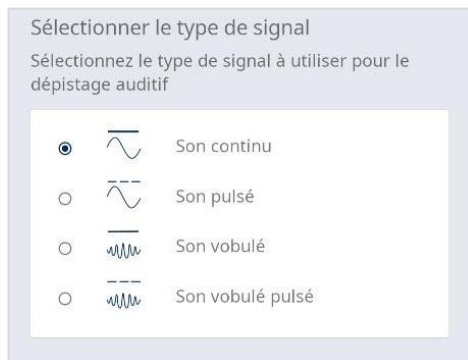 Sélectionner le type de signal
Sélectionnez le type de signal à utiliser pour le
dépistage auditif
Son continu
Son pulsé
Son vobulé
Son vobulé pulsé